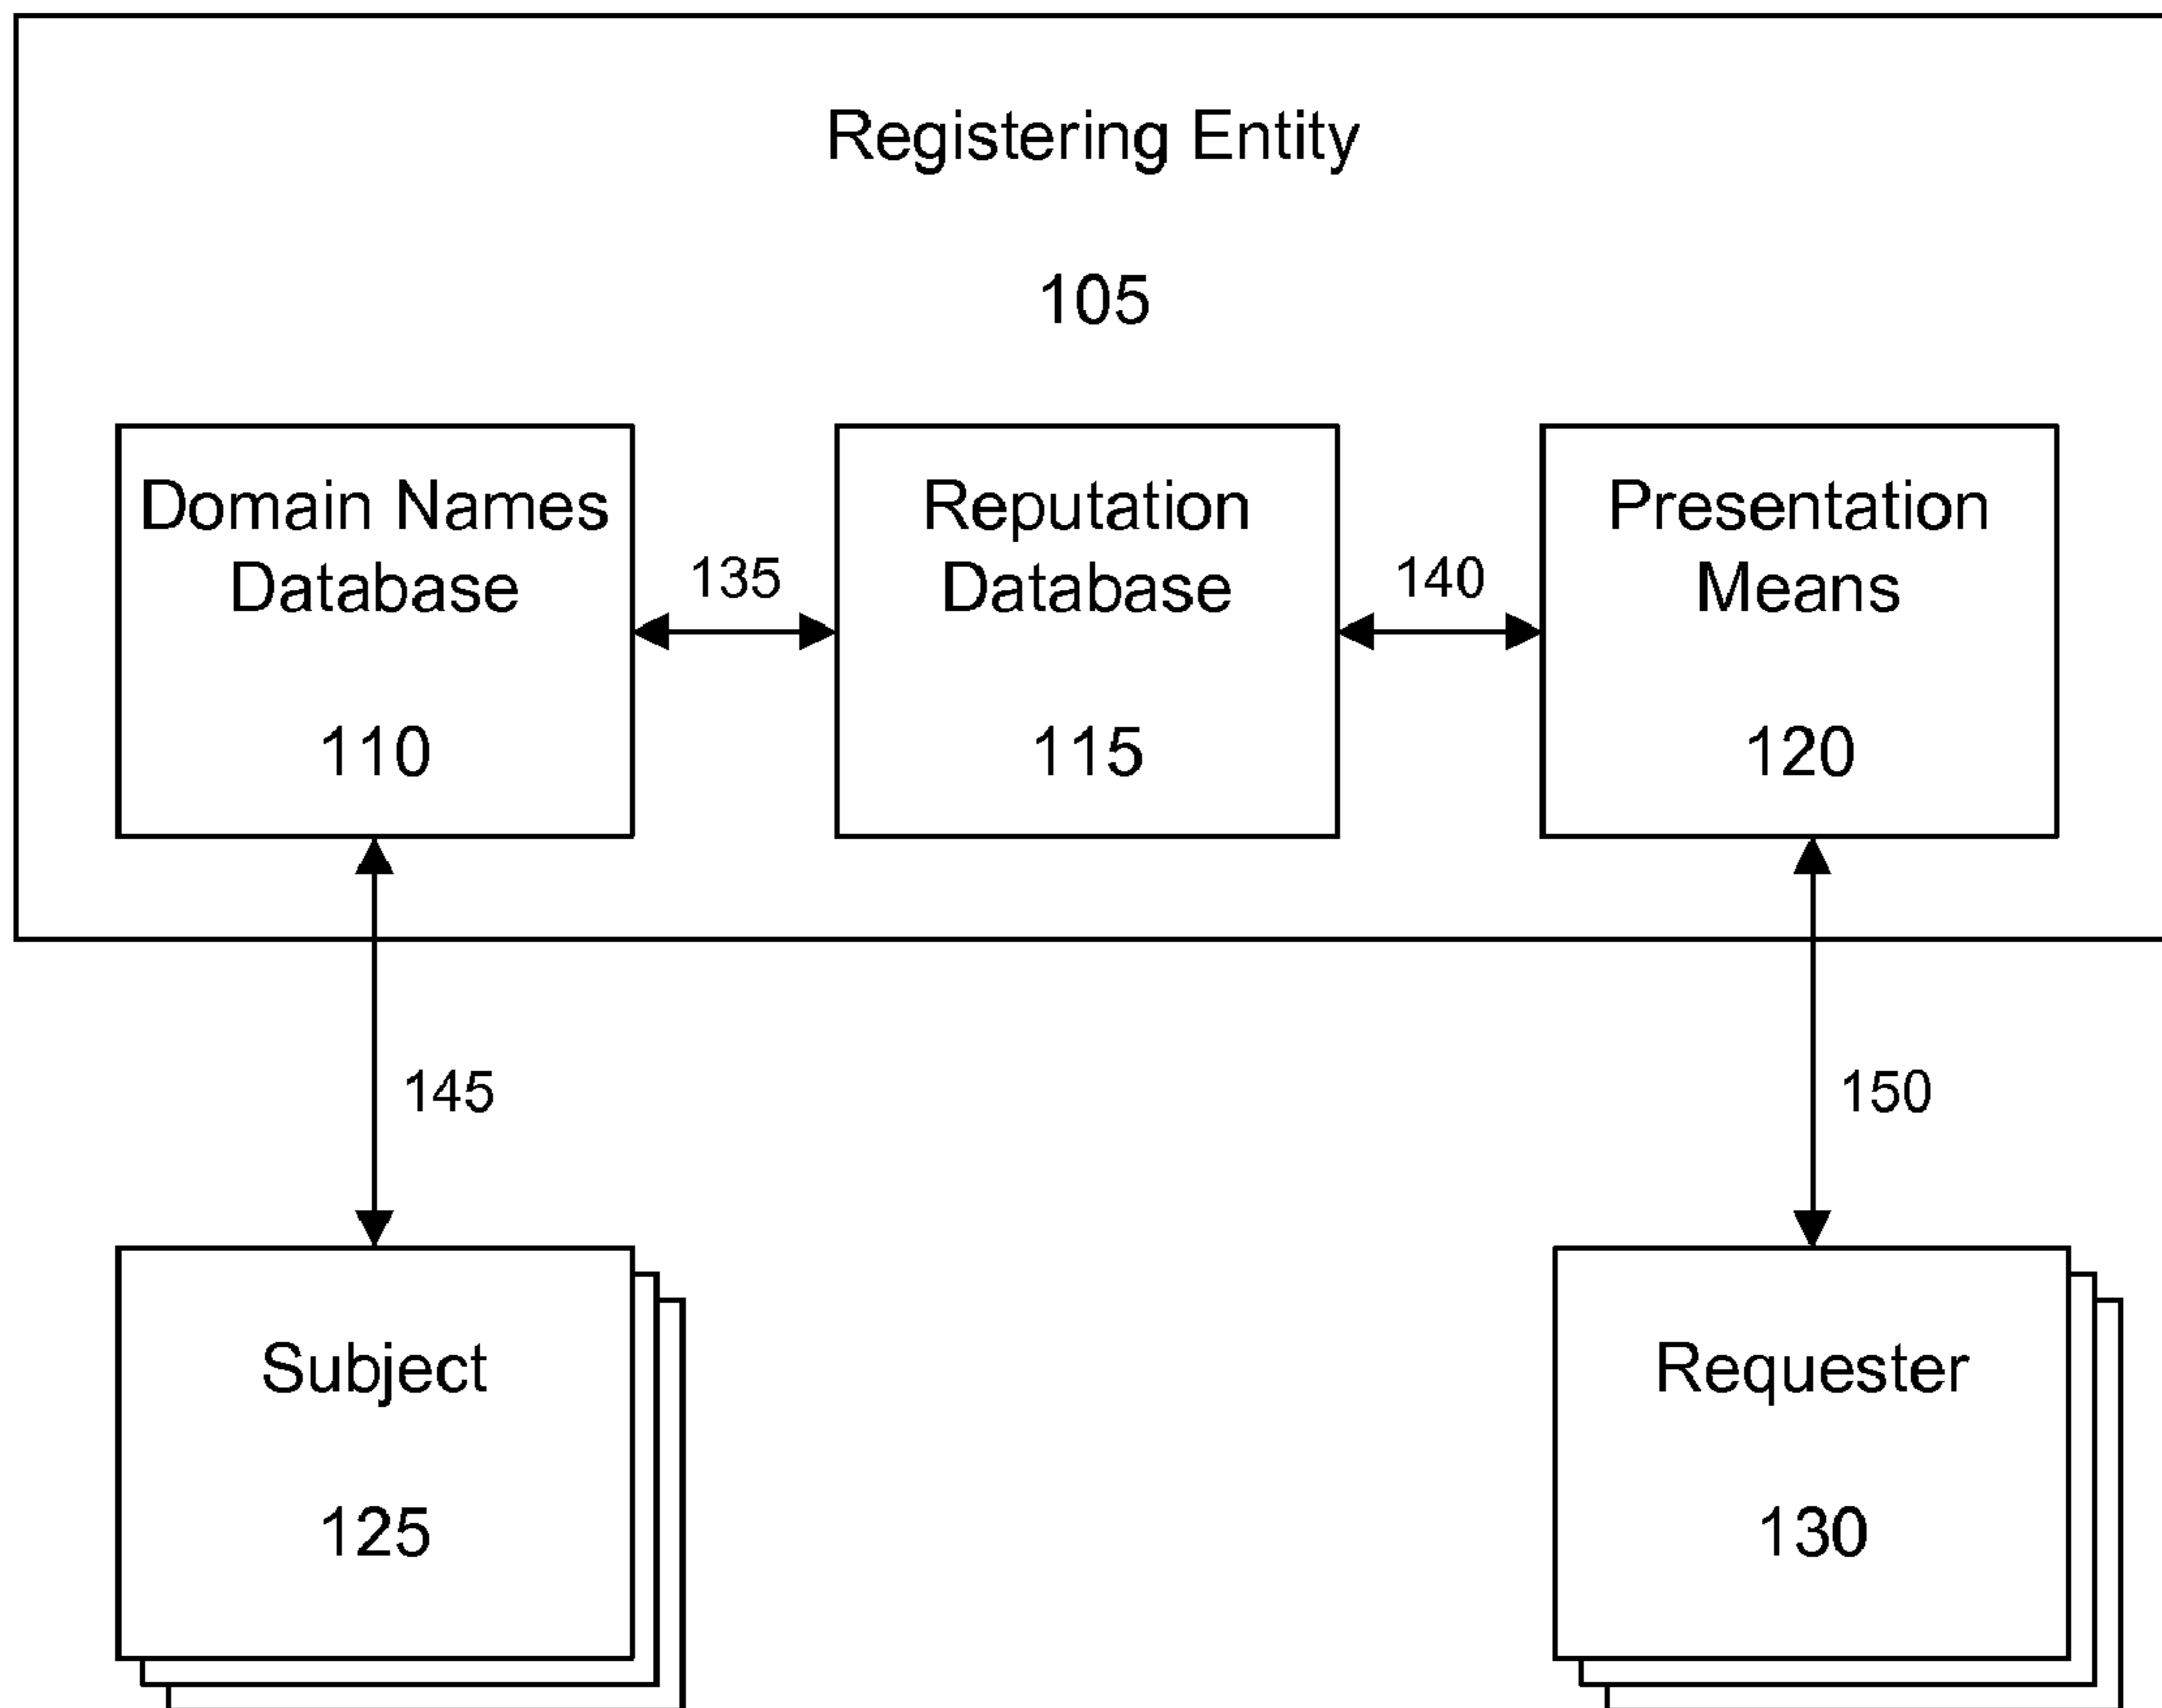 Registering Entity
105
Domain Names
Database
110
135
Reputation
Database
115
140
Presentation
Means
120
145
150
Subject
125
Requester
130